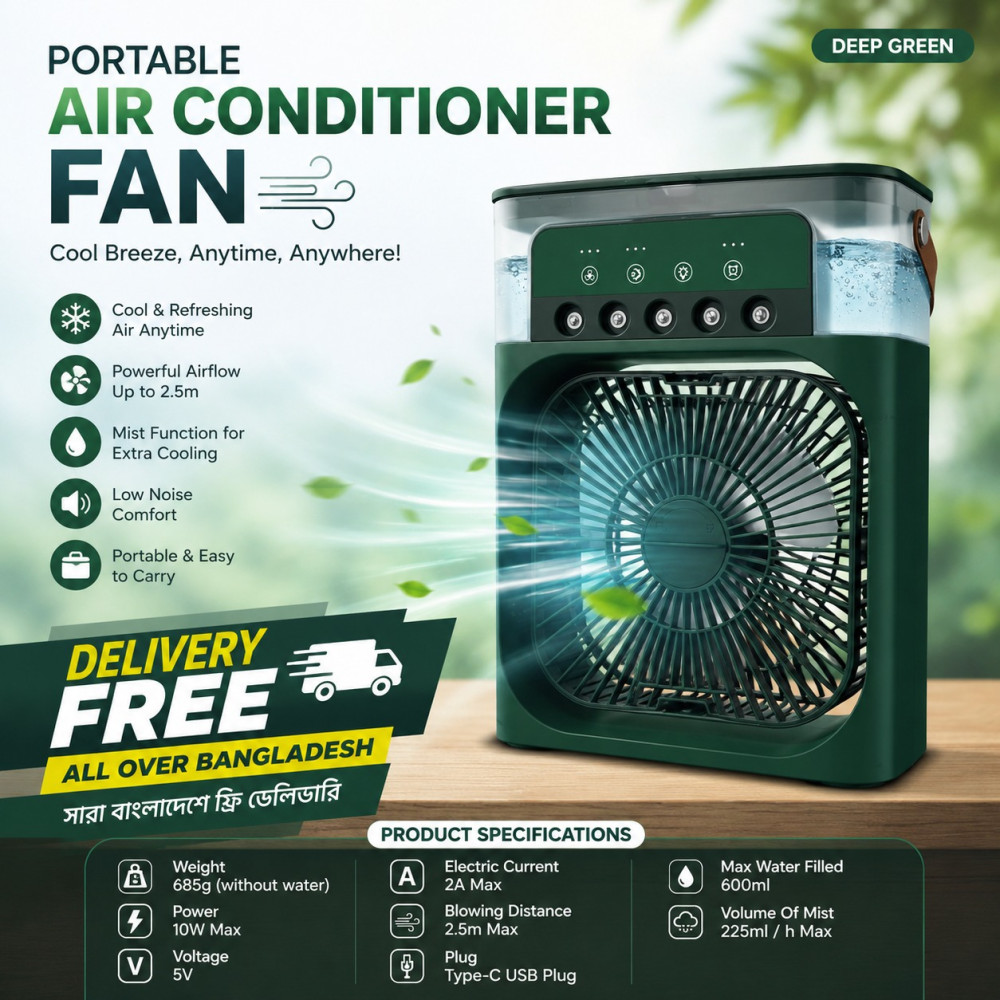 DEEP GREEN
PORTABLE
AIR CONDITIONER
FAN
Cool Breeze, Anytime, Anywhere!
Cool & Refreshing
Air Anytime
Powerful Airflow
Up to 2.5m
Mist Function for
Extra Cooling
Low Noise
Comfort
Portable & Easy
to Carry
DELIVERY
FREE
ALL OVER BANGLADESH
সারা বাংলাদেশে ফ্রি ডেলিভারি
PRODUCT SPECIFICATIONS
Weight
685g (without water)
Power
10W Max
V
Voltage
5V
A
Electric Current
2A Max
Blowing Distance
2.5m Max
Plug
Type-C USB Plug
Max Water Filled
600ml
Volume Of Mist
225ml / h Max